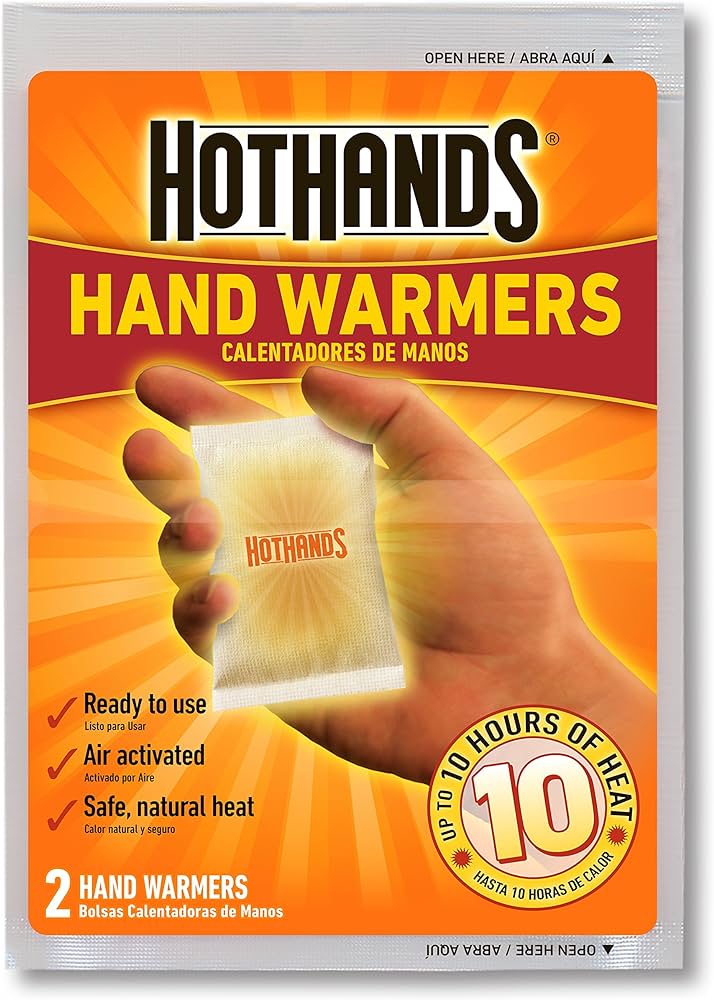 OPEN HERE / ABRA AQUÍ ▲
HOTHANDS®
HAND WARMERS
CALENTADORES DE MANOS
HOTHANDS
✓ Ready to use
Listo para Usar
✓ Air activated
Activado por Aire
✓ Safe, natural heat
Calor natural y seguro
UP TO 10 HOURS OF HEAT
10
HASTA 10 HORAS DE CALOR
2 HAND WARMERS
Bolsas Calentadoras de Manos
▼ OPEN HERE / ABRA AQUÍ